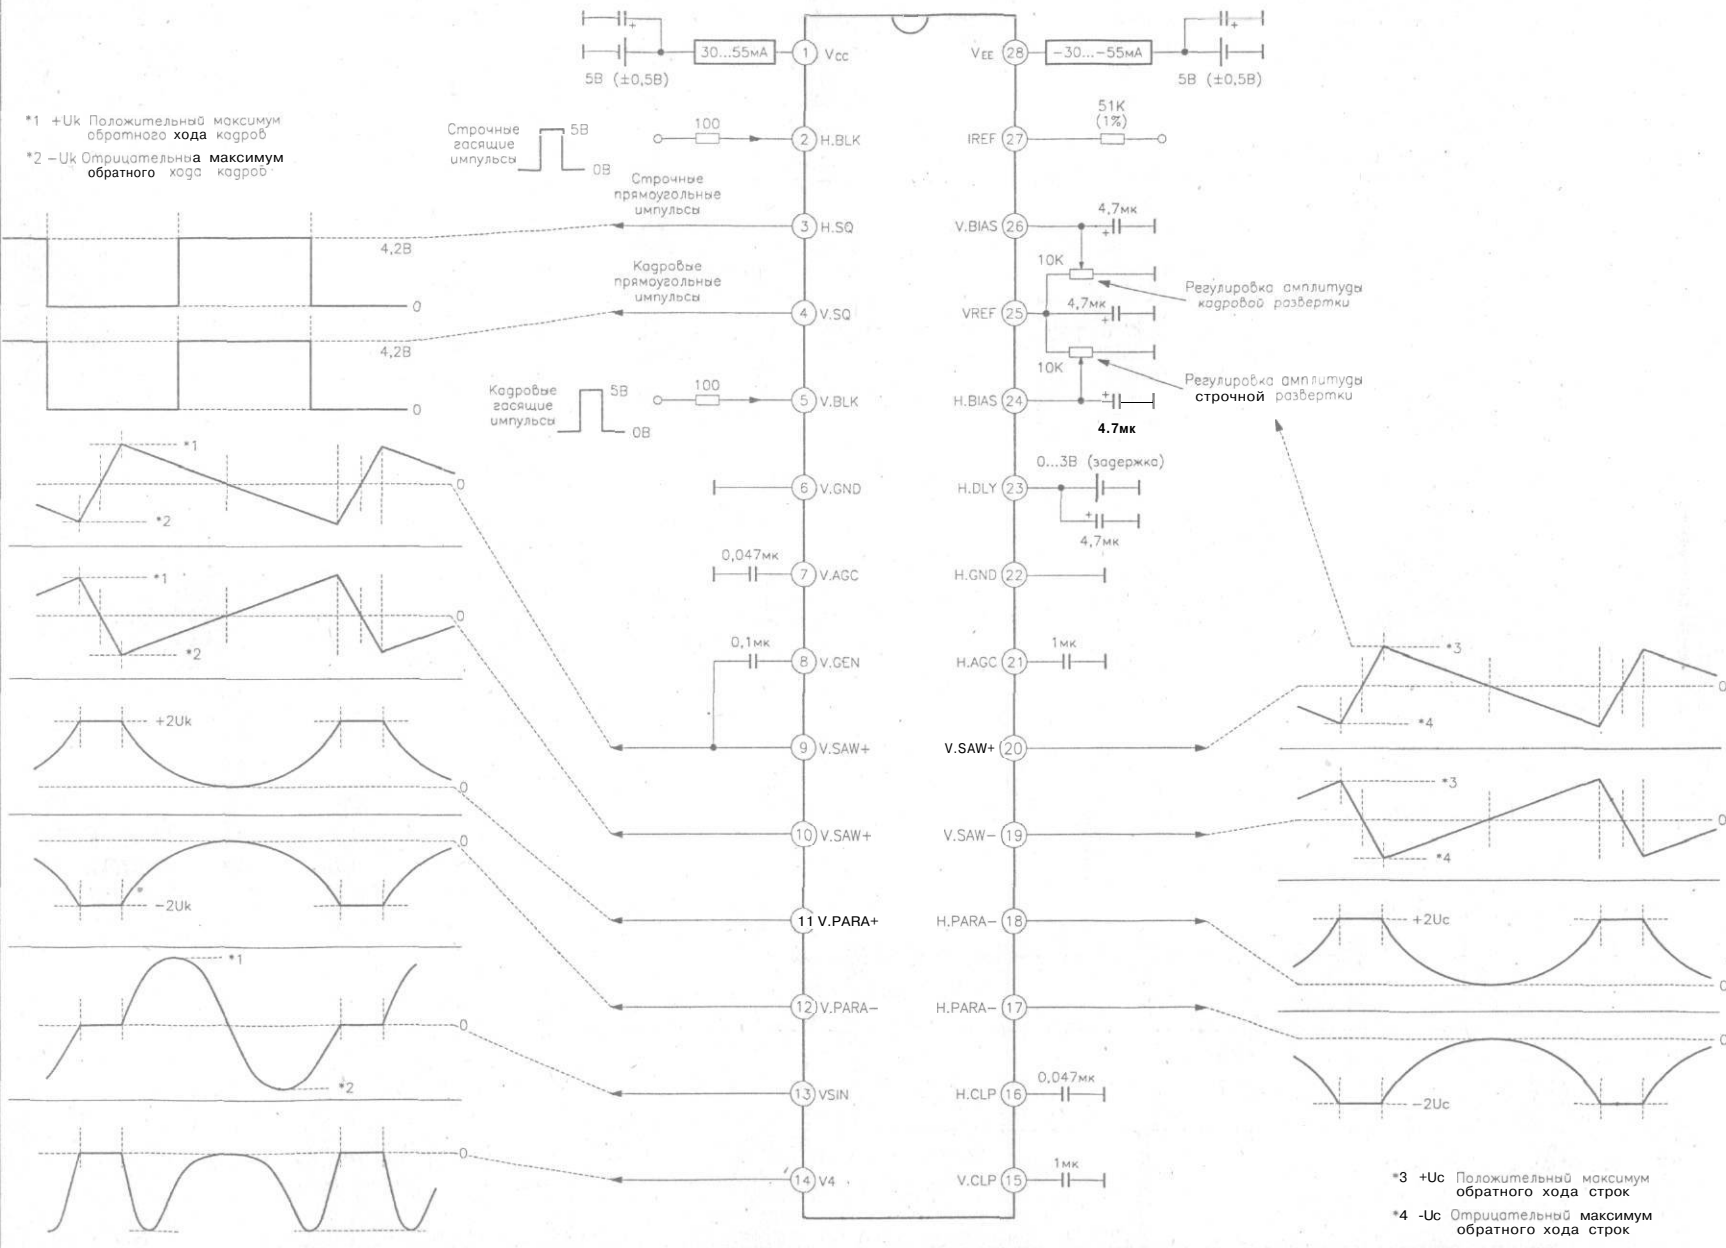 30...55мА
1 Vcc
5В (±0,5В)
VEE 28
-30...-55мА
5В (±0,5В)
*1 +Uk Положительный максимум
обратного хода кадров
*2 -Uk Отрицательныа максимум
обратного хода кадров
Строчные
гасящие
импульсы
5В
0В
100
2 H.BLK
IREF 27
51К
(1%)
Строчные
прямоугольные
импульсы
3 H.SQ
4,2В
0
V.BIAS 26
4,7мк
+
10К
Регулировка амплитуды
кадровой развертки
Кадровые
прямоугольные
импульсы
4 V.SQ
4,2В
0
VREF 25
4,7мк
+
10К
Регулировка амплитуды
строчной развертки
Кадровые
гасящие
импульсы
5В
0В
100
5 V.BLK
H.BIAS 24
+
4.7мк
*1
0
*2
6 V.GND
H.DLY 23
0...3В (задержка)
+
4,7мк
0,047мк
7 V.AGC
H.GND 22
*1
0
*2
0,1мк
8 V.GEN
H.AGC 21
1мк
*3
0
*4
+2Uk
0
9 V.SAW+
V.SAW+ 20
*3
0
*4
10 V.SAW+
V.SAW- 19
0
-2Uk
11 V.PARA+
H.PARA- 18
+2Uc
0
*1
0
*2
12 V.PARA-
H.PARA- 17
0
-2Uc
13 VSIN
H.CLP 16
0,047мк
0
14 V4
V.CLP 15
1мк
*3 +Uc Положительный максимум
обратного хода строк
*4 -Uc Отрицательный максимум
обратного хода строк